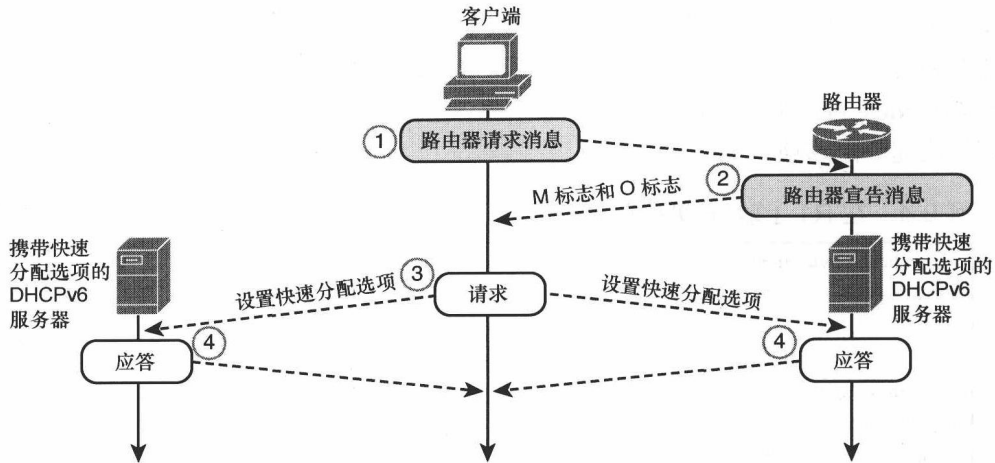 客户端
路由器
① 路由器请求消息
M 标志和 O 标志
②
路由器宣告消息
携带快速
分配选项的
DHCPv6
服务器
设置快速分配选项
③
请求
设置快速分配选项
携带快速
分配选项的
DHCPv6
服务器
应答
④
④
应答